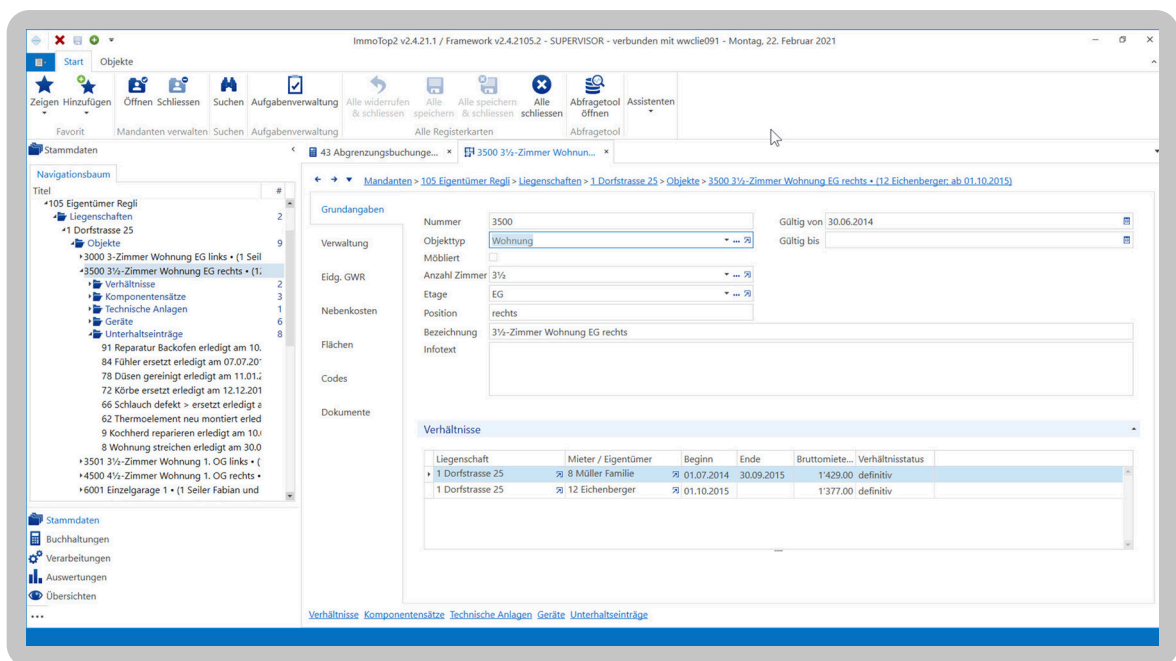 ImmoTop2 v2.4.21.1 / Framework v2.4.2105.2 - SUPERVISOR - verbunden mit wwclie091 - Montag, 22. Februar 2021
Start Objekte
Zeigen Hinzufügen Öffnen Schliessen Suchen Aufgabenverwaltung Alle widerrufen & schliessen Alle speichern Alle speichern & schliessen Alle schliessen Abfragetool öffnen Assistenten
Favorit Mandanten verwalten Suchen Aufgabenverwaltung Alle Registerkarten Abfragetool
Stammdaten
43 Abgrenzungsbuchunge... × 3500 3½-Zimmer Wohnun... ×
Navigationsbaum
Titel #
105 Eigentümer Regli
Liegenschaften 2
1 Dorfstrasse 25
Objekte 9
3000 3-Zimmer Wohnung EG links • (1 Seil
3500 3½-Zimmer Wohnung EG rechts • (12
Verhältnisse 2
Komponentensätze 3
Technische Anlagen 1
Geräte 6
Unterhaltseinträge 8
91 Reparatur Backofen erledigt am 10.
84 Fühler ersetzt erledigt am 07.07.20
78 Düsen gereinigt erledigt am 11.01.2
72 Körbe ersetzt erledigt am 12.12.201
66 Schlauch defekt > ersetzt erledigt a
62 Thermoelement neu montiert erled
9 Kochherd reparieren erledigt am 10.0
8 Wohnung streichen erledigt am 30.0
3501 3½-Zimmer Wohnung 1. OG links • (
4500 4½-Zimmer Wohnung 1. OG rechts •
6001 Einzelgarage 1 • (1 Seiler Fabian und
Stammdaten
Buchhaltungen
Verarbeitungen
Auswertungen
Übersichten
...
Mandanten > 105 Eigentümer Regli > Liegenschaften > 1 Dorfstrasse 25 > Objekte > 3500 3½-Zimmer Wohnung EG rechts • (12 Eichenberger: ab 01.10.2015)
Grundangaben
Verwaltung
Eidg. GWR
Nebenkosten
Flächen
Codes
Dokumente
Nummer 3500 Gültig von 30.06.2014
Objekttyp Wohnung Gültig bis
Möbliert
Anzahl Zimmer 3½
Etage EG
Position rechts
Bezeichnung 3½-Zimmer Wohnung EG rechts
Infotext
Verhältnisse
Liegenschaft Mieter / Eigentümer Beginn Ende Bruttomiete... Verhältnisstatus
1 Dorfstrasse 25 8 Müller Familie 01.07.2014 30.09.2015 1'429.00 definitiv
1 Dorfstrasse 25 12 Eichenberger 01.10.2015 1'377.00 definitiv
Verhältnisse Komponentensätze Technische Anlagen Geräte Unterhaltseinträge